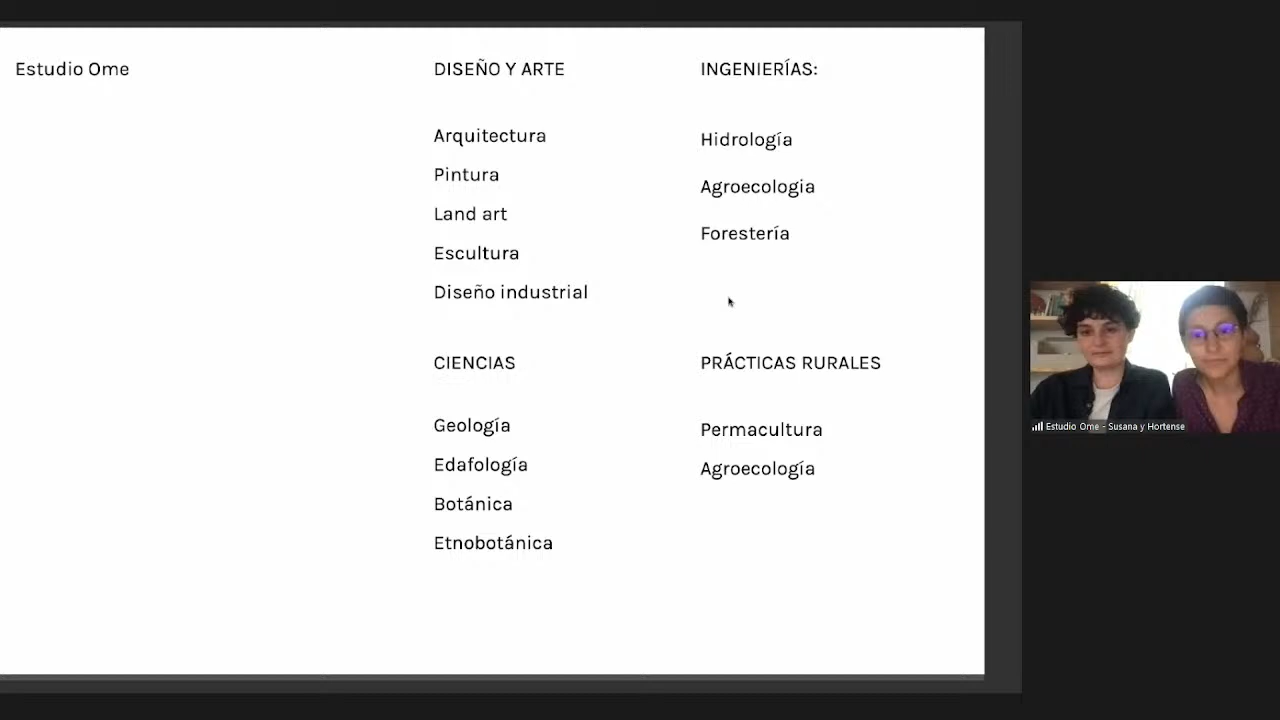 Estudio Ome
DISEÑO Y ARTE
Arquitectura
Pintura
Land art
Escultura
Diseño industrial
INGENIERÍAS:
Hidrología
Agroecologia
Forestería
CIENCIAS
Geología
Edafología
Botánica
Etnobotánica
PRÁCTICAS RURALES
Permacultura
Agroecología
Estudio Ome - Susana y Hortense